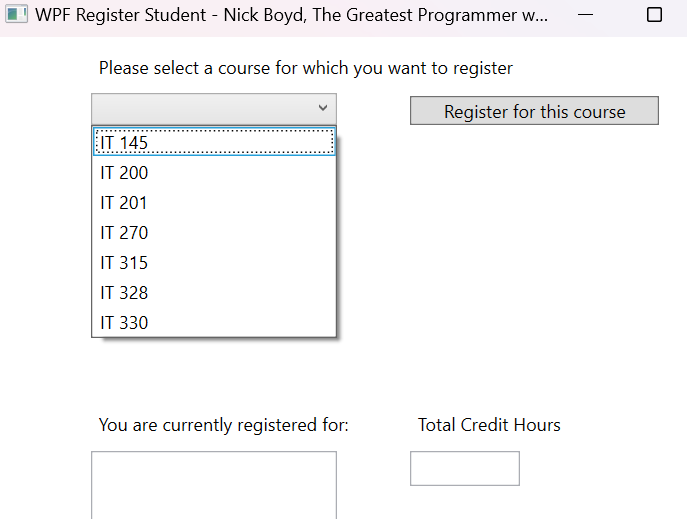 WPF Register Student - Nick Boyd, The Greatest Programmer w...
Please select a course for which you want to register
Register for this course
IT 145
IT 200
IT 201
IT 270
IT 315
IT 328
IT 330
You are currently registered for:
Total Credit Hours